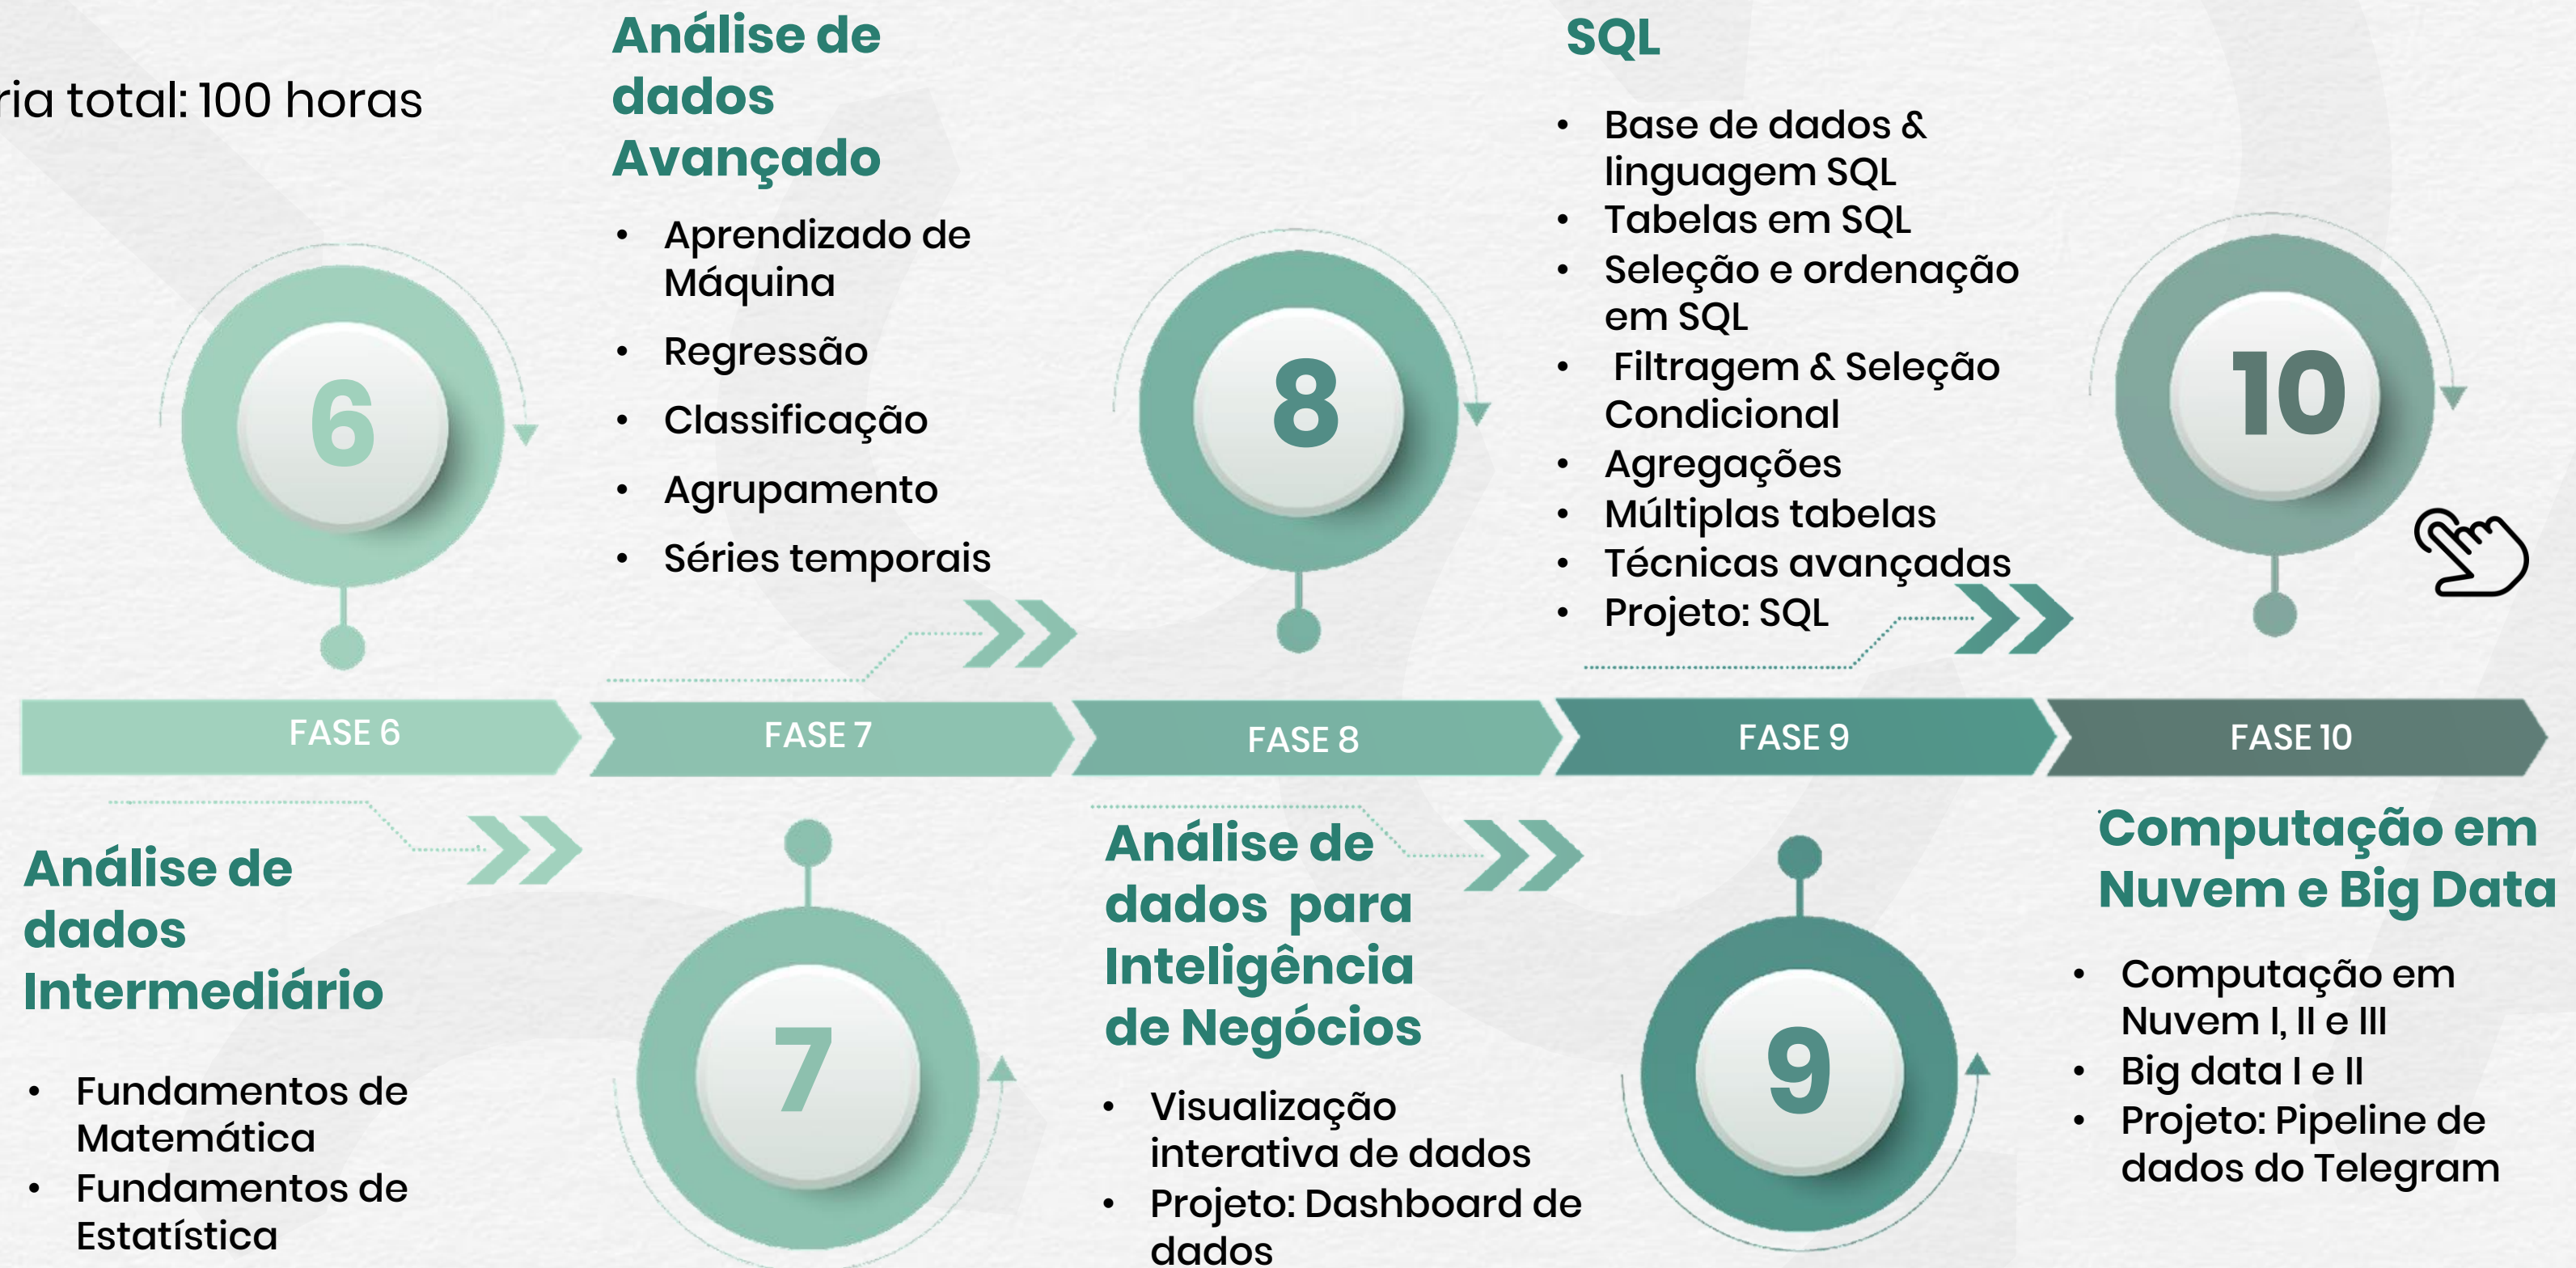 ria total: 100 horas
Análise de
dados
Avançado
• Aprendizado de
Máquina
• Regressão
• Classificação
• Agrupamento
• Séries temporais
SQL
• Base de dados &
linguagem SQL
• Tabelas em SQL
• Seleção e ordenação
em SQL
• Filtragem & Seleção
Condicional
• Agregações
• Múltiplas tabelas
• Técnicas avançadas
• Projeto: SQL
6
8
10
FASE 6
FASE 7
FASE 8
FASE 9
FASE 10
Análise de
dados
Intermediário
• Fundamentos de
Matemática
• Fundamentos de
Estatística
7
Análise de
dados para
Inteligência
de Negócios
• Visualização
interativa de dados
• Projeto: Dashboard de
dados
9
Computação em
Nuvem e Big Data
• Computação em
Nuvem I, II e III
• Big data I e II
• Projeto: Pipeline de
dados do Telegram